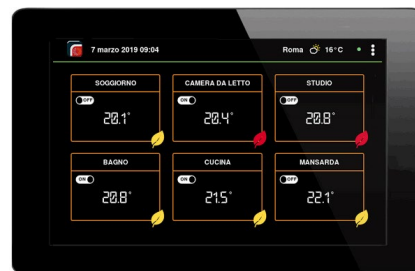 7 marzo 2019 09:04
Roma 16°C
SOGGIORNO
OFF
20.1°
CAMERA DA LETTO
ON
20.4°
STUDIO
OFF
20.8°
BAGNO
ON
20.8°
CUCINA
ON
21.5°
MANSARDA
OFF
22.1°